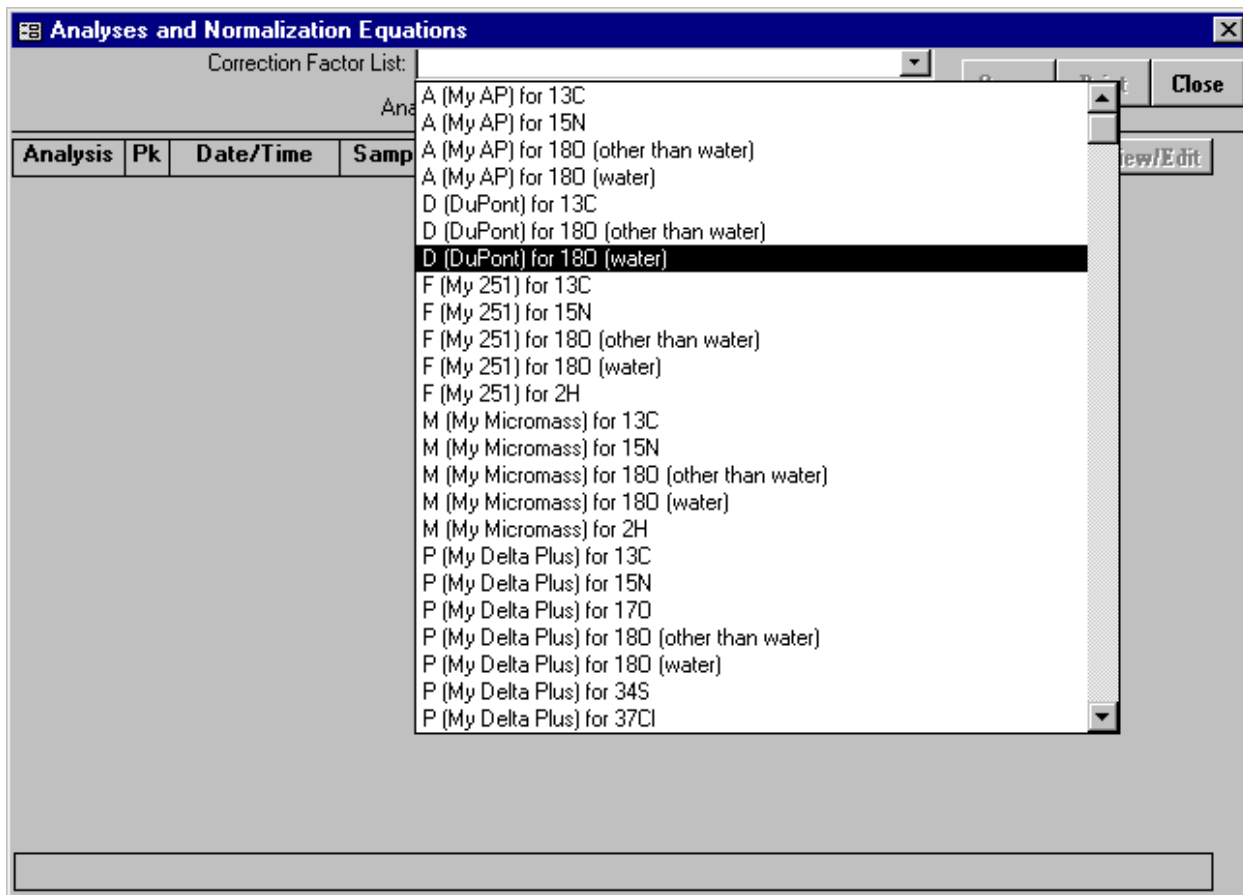 Analyses and Normalization Equations
Correction Factor List:
Close
Ana
Analysis Pk Date/Time Samp
iew/Edit
A (My AP) for 13C
A (My AP) for 15N
A (My AP) for 18O (other than water)
A (My AP) for 18O (water)
D (DuPont) for 13C
D (DuPont) for 18O (other than water)
D (DuPont) for 18O (water)
F (My 251) for 13C
F (My 251) for 15N
F (My 251) for 18O (other than water)
F (My 251) for 18O (water)
F (My 251) for 2H
M (My Micromass) for 13C
M (My Micromass) for 15N
M (My Micromass) for 18O (other than water)
M (My Micromass) for 18O (water)
M (My Micromass) for 2H
P (My Delta Plus) for 13C
P (My Delta Plus) for 15N
P (My Delta Plus) for 17O
P (My Delta Plus) for 18O (other than water)
P (My Delta Plus) for 18O (water)
P (My Delta Plus) for 34S
P (My Delta Plus) for 37Cl